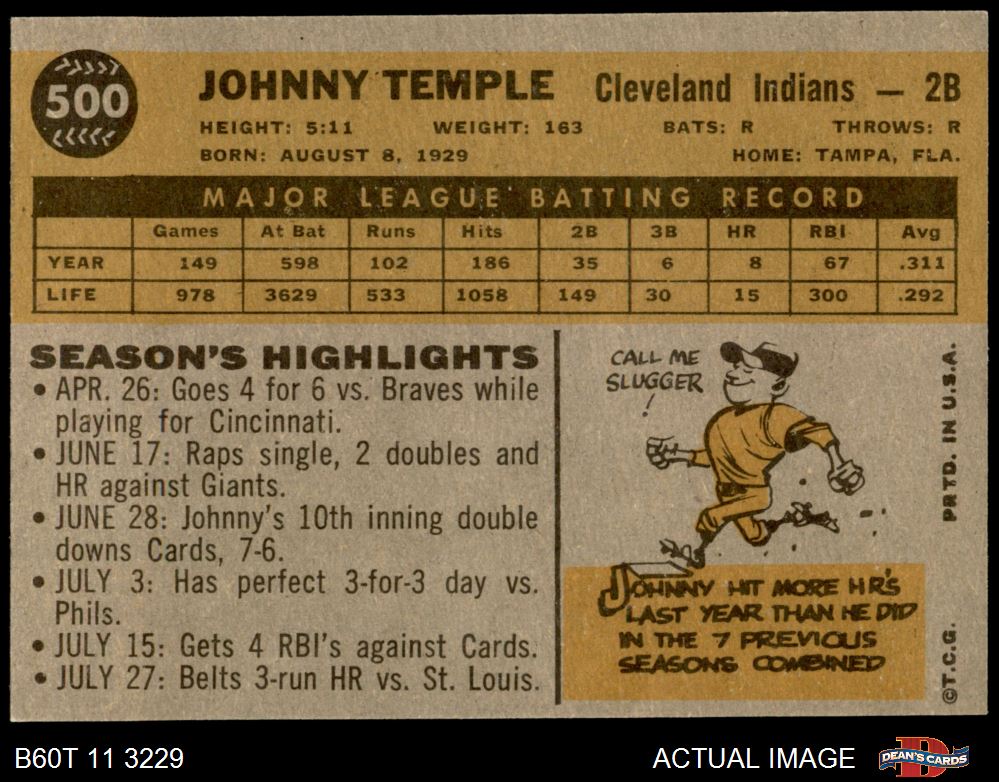 500
JOHNNY TEMPLE Cleveland Indians — 2B
HEIGHT: 5:11 WEIGHT: 163 BATS: R THROWS: R
BORN: AUGUST 8, 1929 HOME: TAMPA, FLA.
MAJOR LEAGUE BATTING RECORD
Games At Bat Runs Hits 2B 3B HR RBI Avg
YEAR 149 598 102 186 35 6 8 67 .311
LIFE 978 3629 533 1058 149 30 15 300 .292
SEASON'S HIGHLIGHTS
• APR. 26: Goes 4 for 6 vs. Braves while
playing for Cincinnati.
• JUNE 17: Raps single, 2 doubles and
HR against Giants.
• JUNE 28: Johnny's 10th inning double
downs Cards, 7-6.
• JULY 3: Has perfect 3-for-3 day vs.
Phils.
• JULY 15: Gets 4 RBI's against Cards.
• JULY 27: Belts 3-run HR vs. St. Louis.
CALL ME
SLUGGER
!
JOHNNY HIT MORE HR'S
LAST YEAR THAN HE DID
IN THE 7 PREVIOUS
SEASONS COMBINED
PRTD. IN U.S.A.
©T.C.G.
B60T 11 3229
ACTUAL IMAGE
DEAN'S CARDS